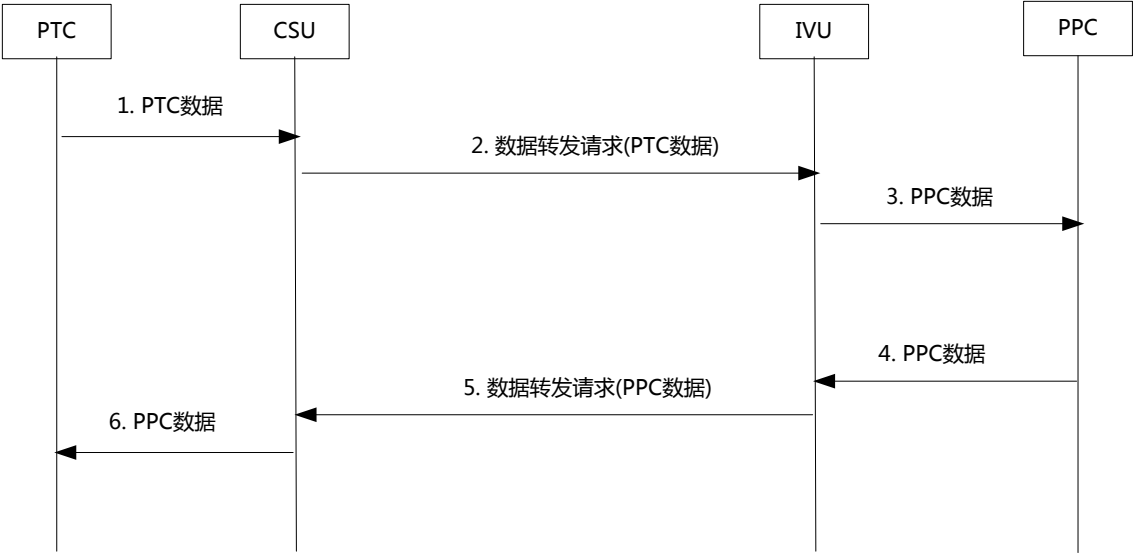 PTC
CSU
IVU
PPC
1. PTC数据
2. 数据转发请求(PTC数据)
3. PPC数据
4. PPC数据
5. 数据转发请求(PPC数据)
6. PPC数据